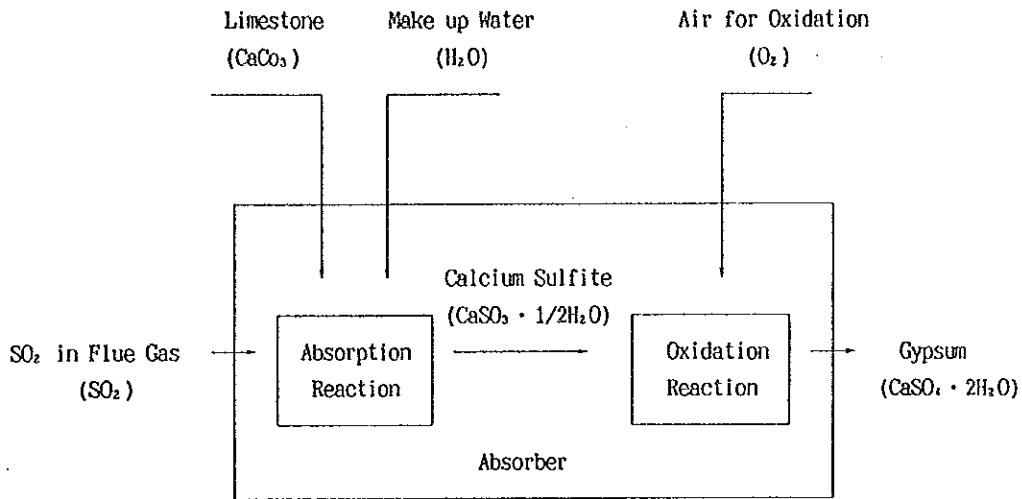 Limestone
(CaCo₃)
Make up Water
(H₂O)
Air for Oxidation
(O₂)
Calcium Sulfite
(CaSO₃・1/2H₂O)
SO₂ in Flue Gas
(SO₂)
Absorption
Reaction
Oxidation
Reaction
Gypsum
(CaSO₄・2H₂O)
Absorber